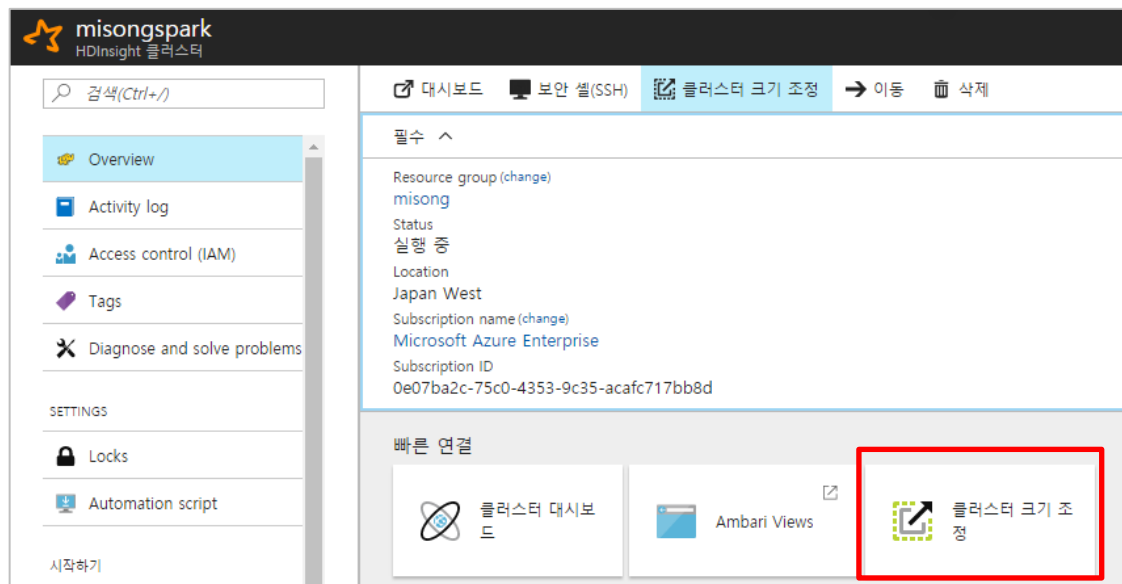 misongspark
HDInsight 클러스터
검색(Ctrl+/)
Overview
Activity log
Access control (IAM)
Tags
Diagnose and solve problems
SETTINGS
Locks
Automation script
시작하기
대시보드 보안 셸(SSH) 클러스터 크기 조정 이동 삭제
필수
Resource group (change)
misong
Status
실행 중
Location
Japan West
Subscription name (change)
Microsoft Azure Enterprise
Subscription ID
0e07ba2c-75c0-4353-9c35-acafc717bb8d
빠른 연결
클러스터 대시보
드
Ambari Views
클러스터 크기 조
정